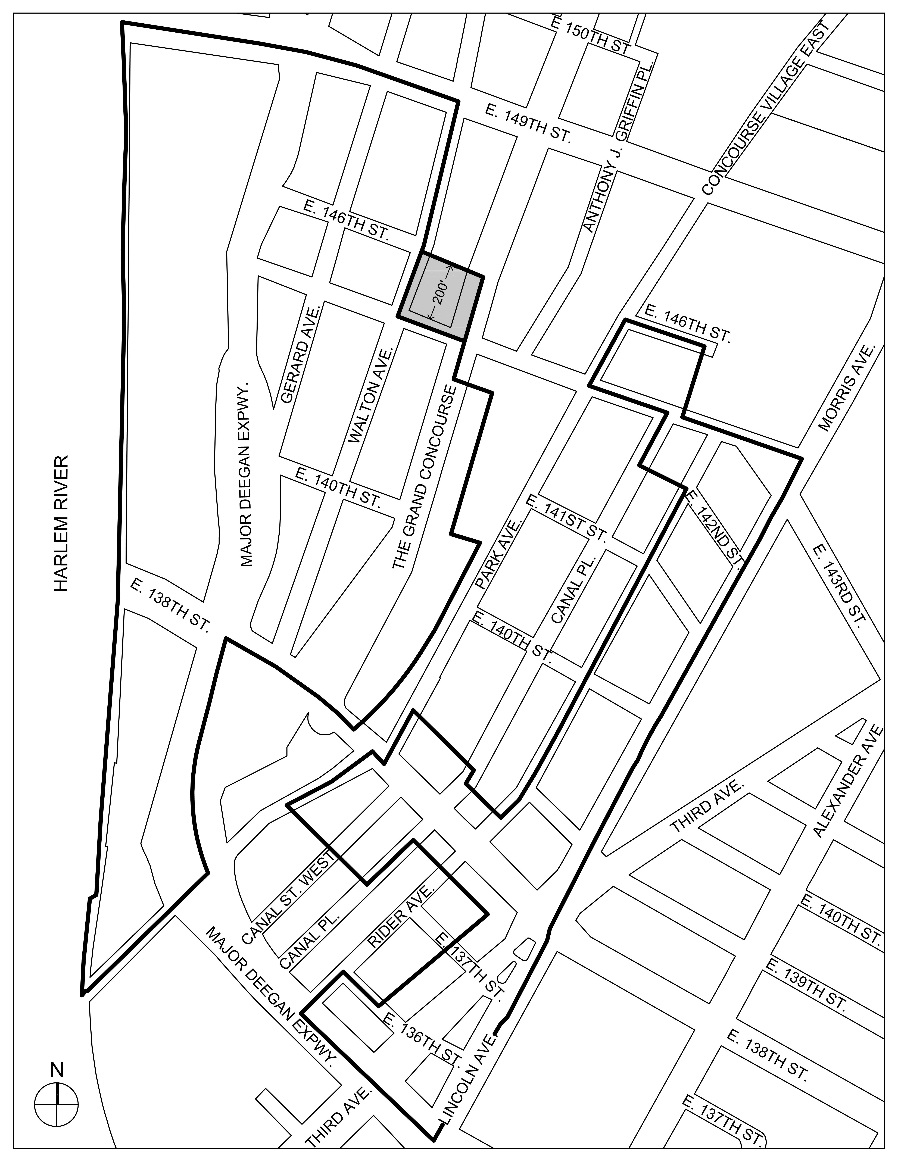 E. 150TH ST.
CONCOURSE VILLAGE EAST
ANTHONY J. GRIFFIN PL.
E. 149TH ST.
E. 146TH ST.
200'
E. 146TH ST.
GERARD AVE.
WALTON AVE.
MORRIS AVE.
MAJOR DEEGAN EXPWY.
THE GRAND CONCOURSE
HARLEM RIVER
E. 140TH ST.
E. 141ST ST.
E. 142ND ST.
PARK AVE.
CANAL PL.
E. 143RD ST.
E. 138TH ST.
E. 140TH ST.
THIRD AVE.
ALEXANDER AVE
CANAL ST. WEST
CANAL PL.
RIDER AVE.
E. 137TH ST.
E. 140TH ST.
MAJOR DEEGAN EXPWY.
E. 139TH ST.
E. 136TH ST.
E. 138TH ST.
N
LINCOLN AVE.
THIRD AVE.
E. 137TH ST.